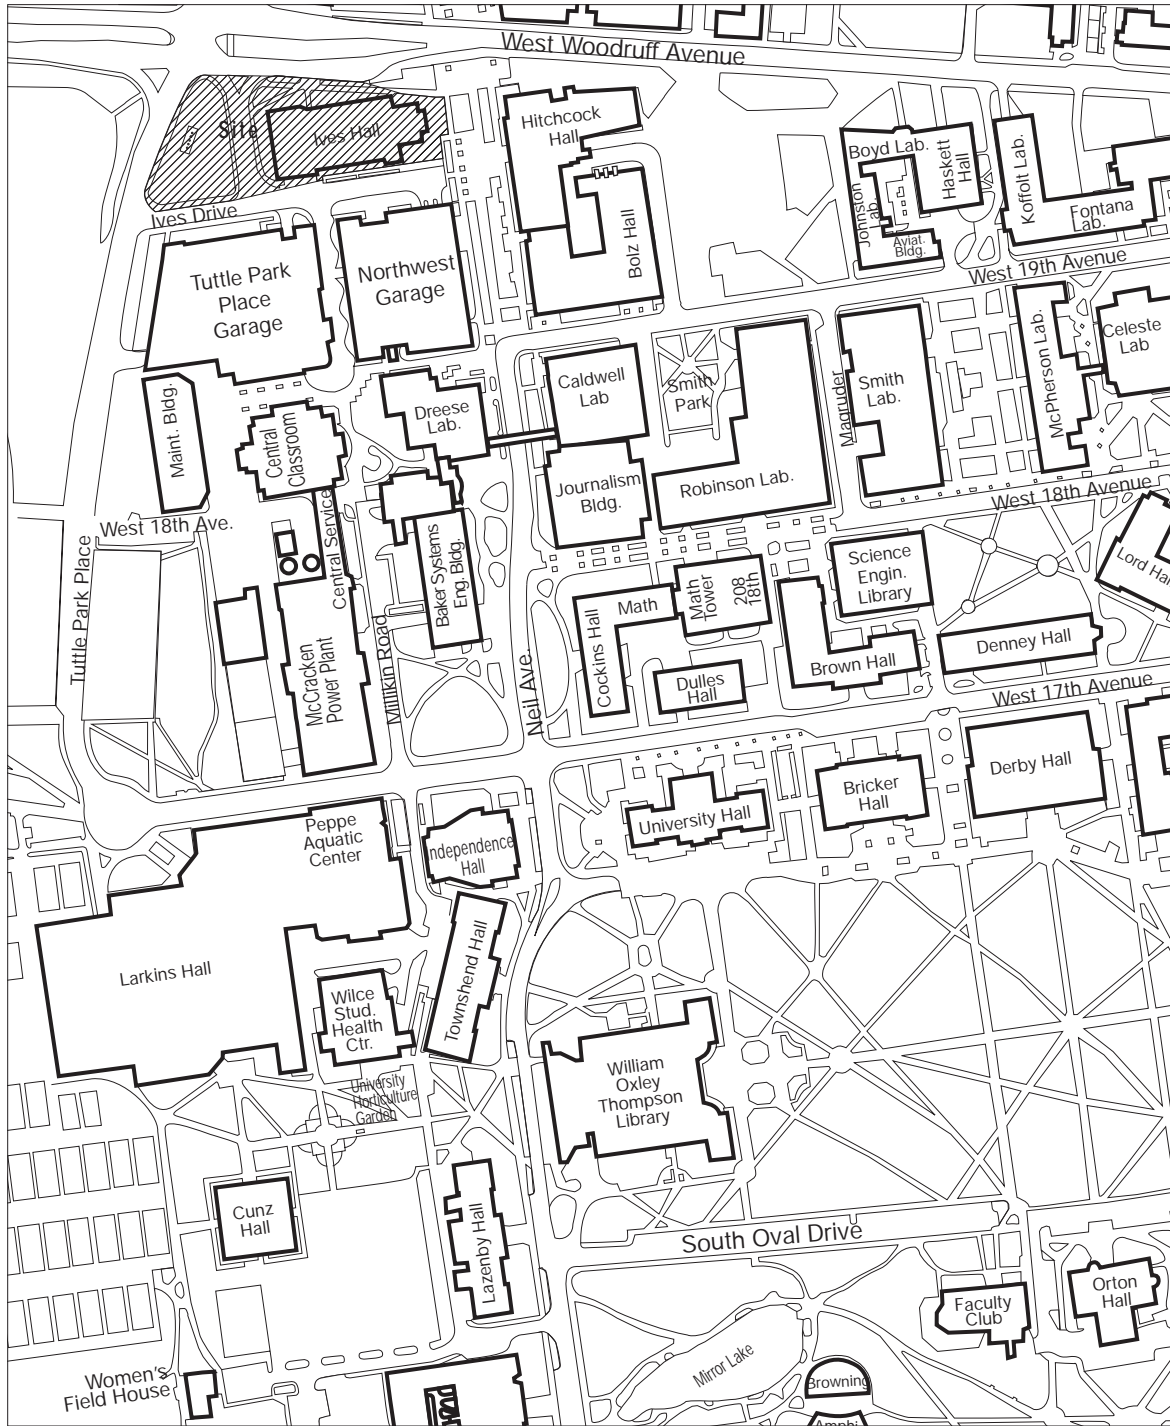 West Woodruff Avenue
Site
Ives Hall
Hitchcock
Hall
Boyd Lab.
Haskett
Hall
Koffolt Lab.
Johnston
Lab.
Aviat.
Bldg.
Fontana
Lab.
Ives Drive
Bolz Hall
West 19th Avenue
Tuttle Park
Place
Garage
Northwest
Garage
McPherson Lab.
Celeste
Lab
Caldwell
Lab
Smith
Park
Magruder
Smith
Lab.
Maint. Bldg.
Dreese
Lab.
Central
Classroom
Journalism
Bldg.
Robinson Lab.
West 18th Avenue
West 18th Ave.
Central Service
Baker Systems
Eng. Bldg.
Science
Engin.
Library
Tuttle Park Place
Math
Math
Tower
208
18th
Cockins Hall
Denney Hall
Brown Hall
McCracken
Power Plant
Millikin Road
Neil Ave.
Dulles
Hall
West 17th Avenue
Derby Hall
Bricker
Hall
Peppe
Aquatic
Center
University Hall
ndependence
Hall
Larkins Hall
Townshend Hall
Wilce
Stud.
Health
Ctr.
William
Oxley
Thompson
Library
University
Horticulture
Garden
Cunz
Hall
Lazenby Hall
South Oval Drive
Orton
Hall
Faculty
Club
Mirror Lake
Women's
Field House
Browning